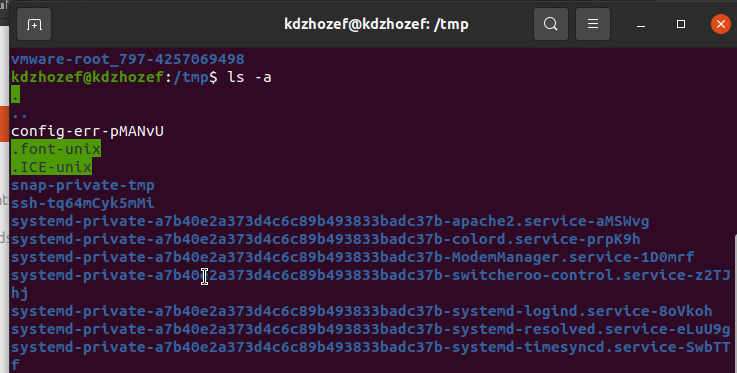 kdzhozef@kdzhozef: /tmp
vmware-root_797-4257069498
kdzhozef@kdzhozef:/tmp$ ls -a
.
..
config-err-pMANvU
.font-unix
.ICE-unix
snap-private-tmp
ssh-tq64mCyk5mMi
systemd-private-a7b40e2a373d4c6c89b493833badc37b-apache2.service-aMSWvg
systemd-private-a7b40e2a373d4c6c89b493833badc37b-colord.service-prpK9h
systemd-private-a7b40e2a373d4c6c89b493833badc37b-ModemManager.service-1D0mrf
systemd-private-a7b40e2a373d4c6c89b493833badc37b-switcheroo-control.service-z2TJ
hj
systemd-private-a7b40e2a373d4c6c89b493833badc37b-systemd-logind.service-8oVkoh
systemd-private-a7b40e2a373d4c6c89b493833badc37b-systemd-resolved.service-eLuU9g
systemd-private-a7b40e2a373d4c6c89b493833badc37b-systemd-timesyncd.service-SwbTT
f